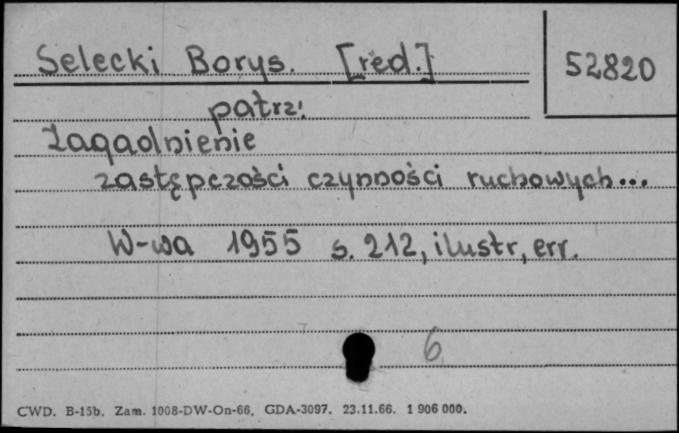 Selecki Borys. [red.]
52820
patrz:
Zagadnienie
zastępczości czynności ruchowych...
W-wa 1955 s. 212, ilustr, err.
6
CWD. B-15b. Zam. 1008-DW-On-66. GDA-3097. 23.11.66. 1 906 000.